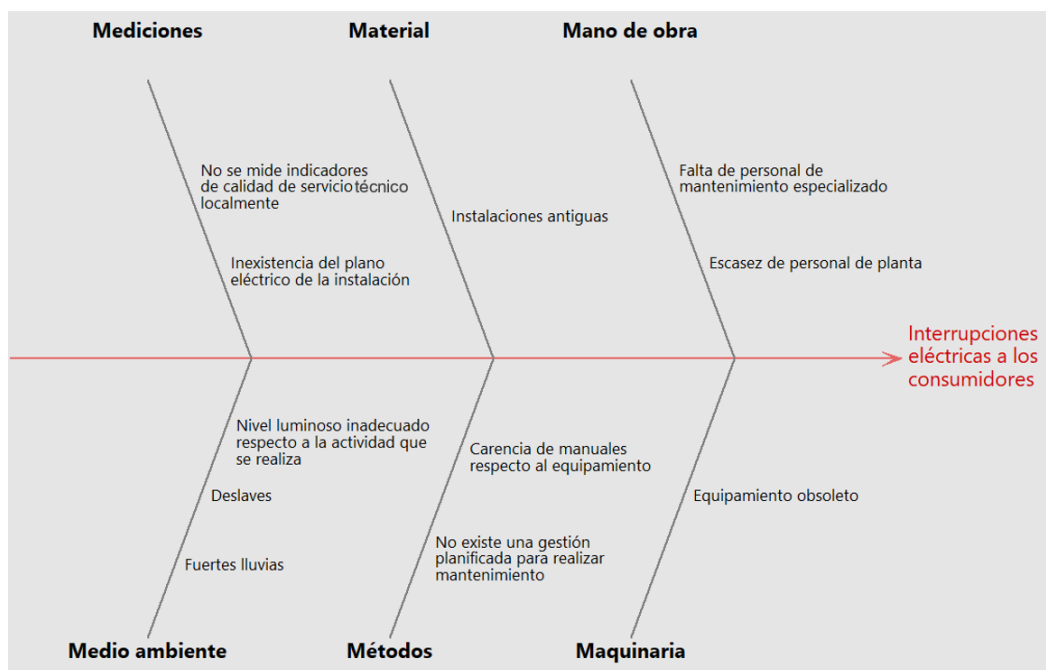 Mediciones
Material
Mano de obra
No se mide indicadores
de calidad de servicio técnico
localmente
Inexistencia del plano
eléctrico de la instalación
Instalaciones antiguas
Falta de personal de
mantenimiento especializado
Escasez de personal de planta
Interrupciones
eléctricas a los
consumidores
Nivel luminoso inadecuado
respecto a la actividad que
se realiza
Deslaves
Fuertes lluvias
Carencia de manuales
respecto al equipamiento
No existe una gestión
planificada para realizar
mantenimiento
Equipamiento obsoleto
Medio ambiente
Métodos
Maquinaria